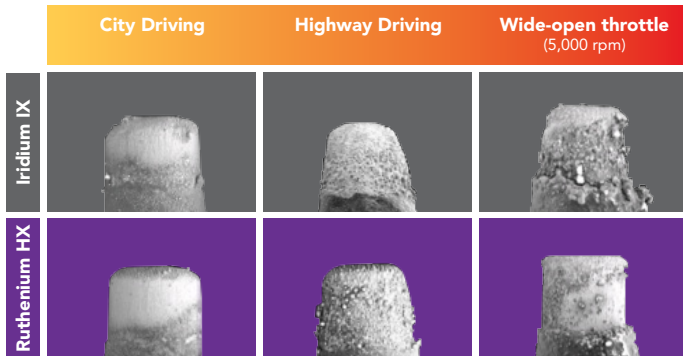 City Driving
Highway Driving
Wide-open throttle
(5,000 rpm)
Iridium IX
Ruthenium HX